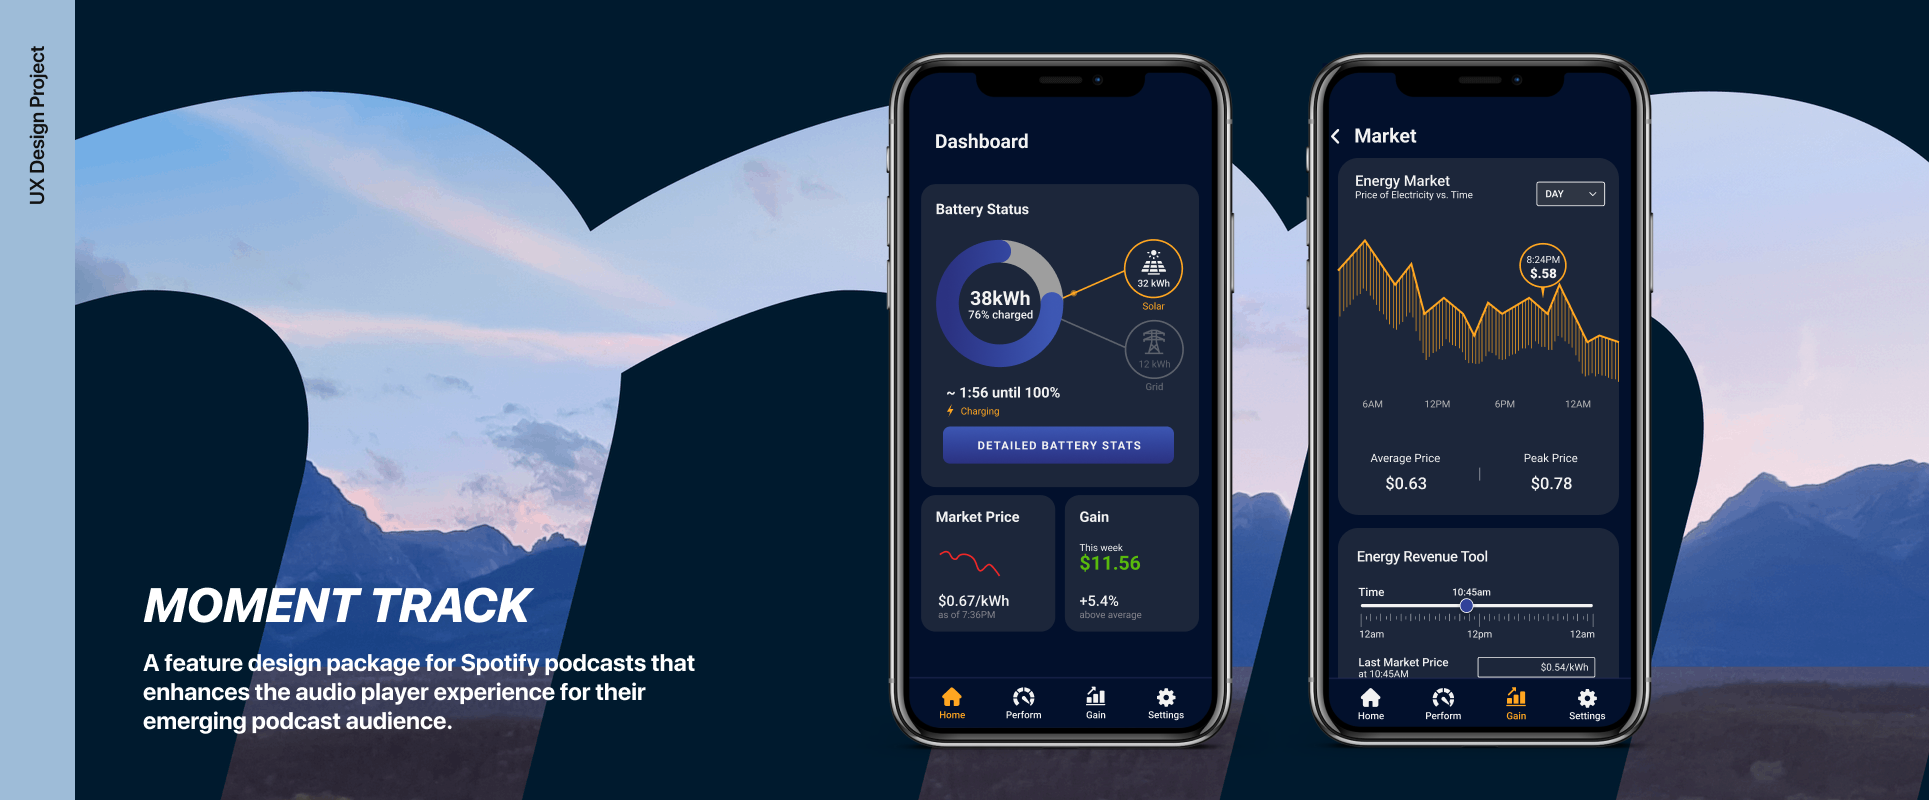 UX Design Project
MOMENT TRACK
A feature design package for Spotify podcasts that
enhances the audio player experience for their
emerging podcast audience.
Dashboard
Battery Status
38kWh
76% charged
32 kWh
Solar
12 kWh
Grid
~ 1:56 until 100%
Charging
DETAILED BATTERY STATS
Market Price
$0.67/kWh
as of 7:36PM
Gain
This week
$11.56
+5.4%
above average
Home Perform Gain Settings
Market
Energy Market
Price of Electricity vs. Time
DAY
8:24PM
$.58
6AM 12PM 6PM 12AM
Average Price
$0.63
Peak Price
$0.78
Energy Revenue Tool
Time
10:45am
12am 12pm 12am
Last Market Price
at 10:45AM
$0.54/kWh
Home Perform Gain Settings